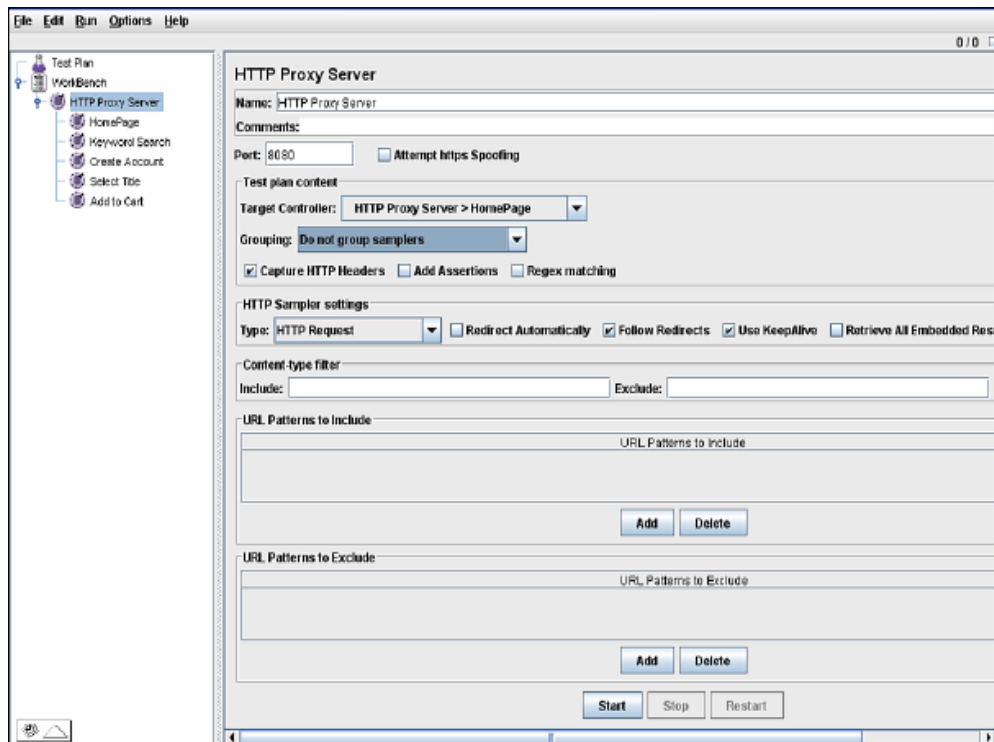 File Edit Run Options Help
0 / 0
Test Plan
WorkBench
HTTP Proxy Server
HomePage
Keyword Search
Create Account
Select Title
Add to Cart
HTTP Proxy Server
Name: HTTP Proxy Server
Comments:
Port: 8080 Attempt https Spoofing
Test plan content
Target Controller: HTTP Proxy Server > HomePage
Grouping: Do not group samplers
Capture HTTP Headers Add Assertions Regex matching
HTTP Sampler settings
Type: HTTP Request Redirect Automatically Follow Redirects Use KeepAlive Retrieve All Embedded Res
Content-type filter
Include: Exclude:
URL Patterns to Include
URL Patterns to Include
Add Delete
URL Patterns to Exclude
URL Patterns to Exclude
Add Delete
Start Stop Restart